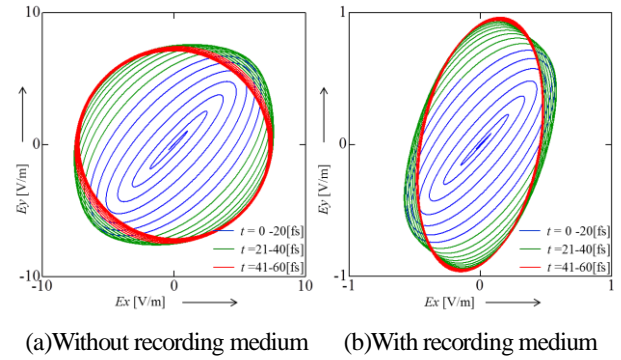 10
Ey [V/m]
0
t = 0 -20[fs]
t = 21-40[fs]
t = 41-60[fs]
-10
-10
0
10
Ex [V/m]
1
Ey [V/m]
0
t = 0 -20[fs]
t =21-40[fs]
t = 41-60[fs]
-1
-1
0
1
Ex [V/m]
(a)Without recording medium
(b)With recording medium